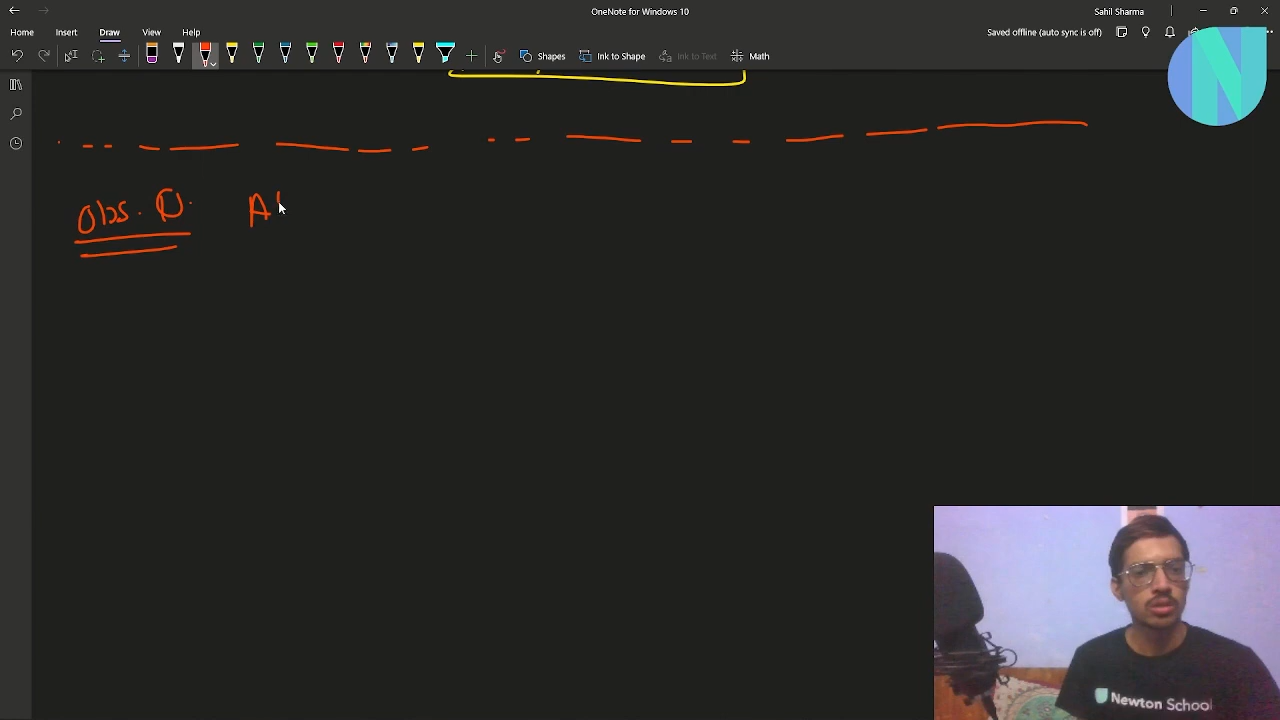 OneNote for Windows 10
Sahil Sharma
Home Insert Draw View Help
Saved offline (auto sync is off)
Shapes Ink to Shape Ink to Text Math
Obs.
Newton School